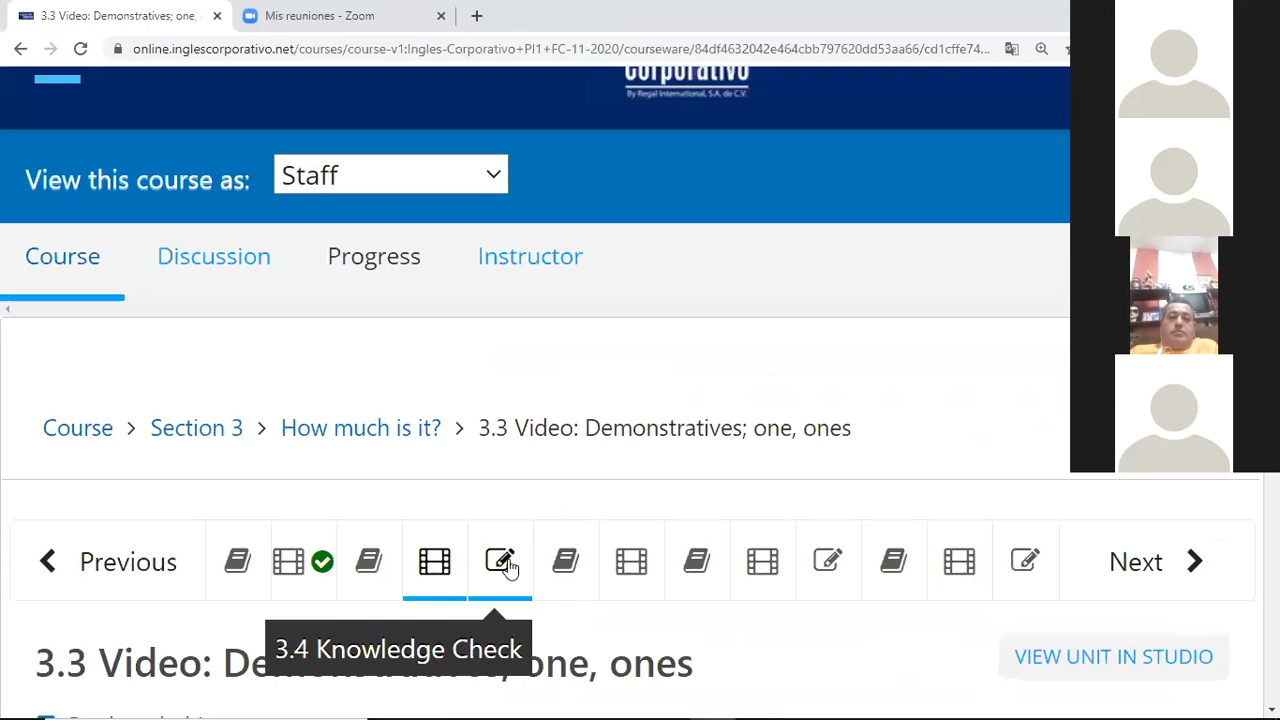 3.3 Video: Demonstratives; one,
Mis reuniones - Zoom
online.inglescorporativo.net/courses/course-v1:Ingles-Corporativo+PI1+FC-11-2020/courseware/84df4632042e464cbb797620dd53aa66/cd1cffe74...
corporativo
By Regal International, S.A. de C.V.
View this course as: Staff
Course Discussion Progress Instructor
Course > Section 3 > How much is it? > 3.3 Video: Demonstratives; one, ones
Previous Next
3.4 Knowledge Check
3.3 Video: De one, ones
VIEW UNIT IN STUDIO